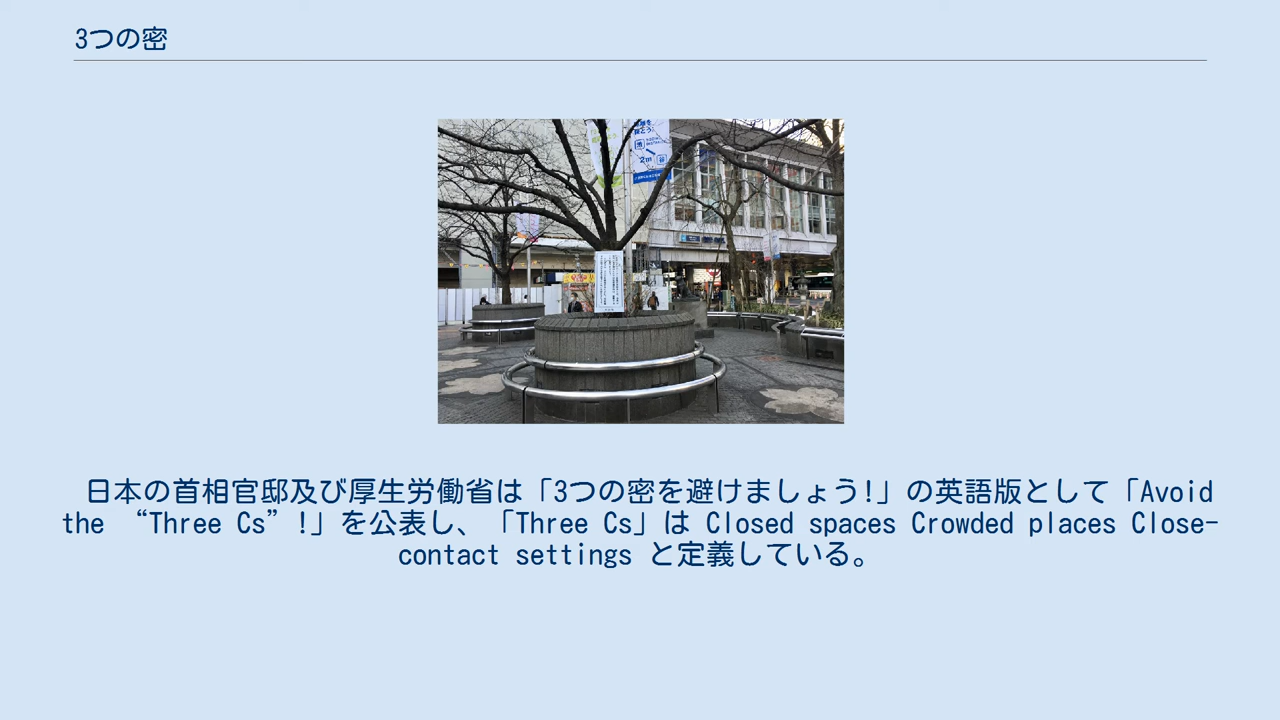 3つの密
2m
日本の首相官邸及び厚生労働省は「3つの密を避けましょう!」の英語版として「Avoid
the “Three Cs”!」を公表し、「Three Cs」は Closed spaces Crowded places Close-
contact settings と定義している。